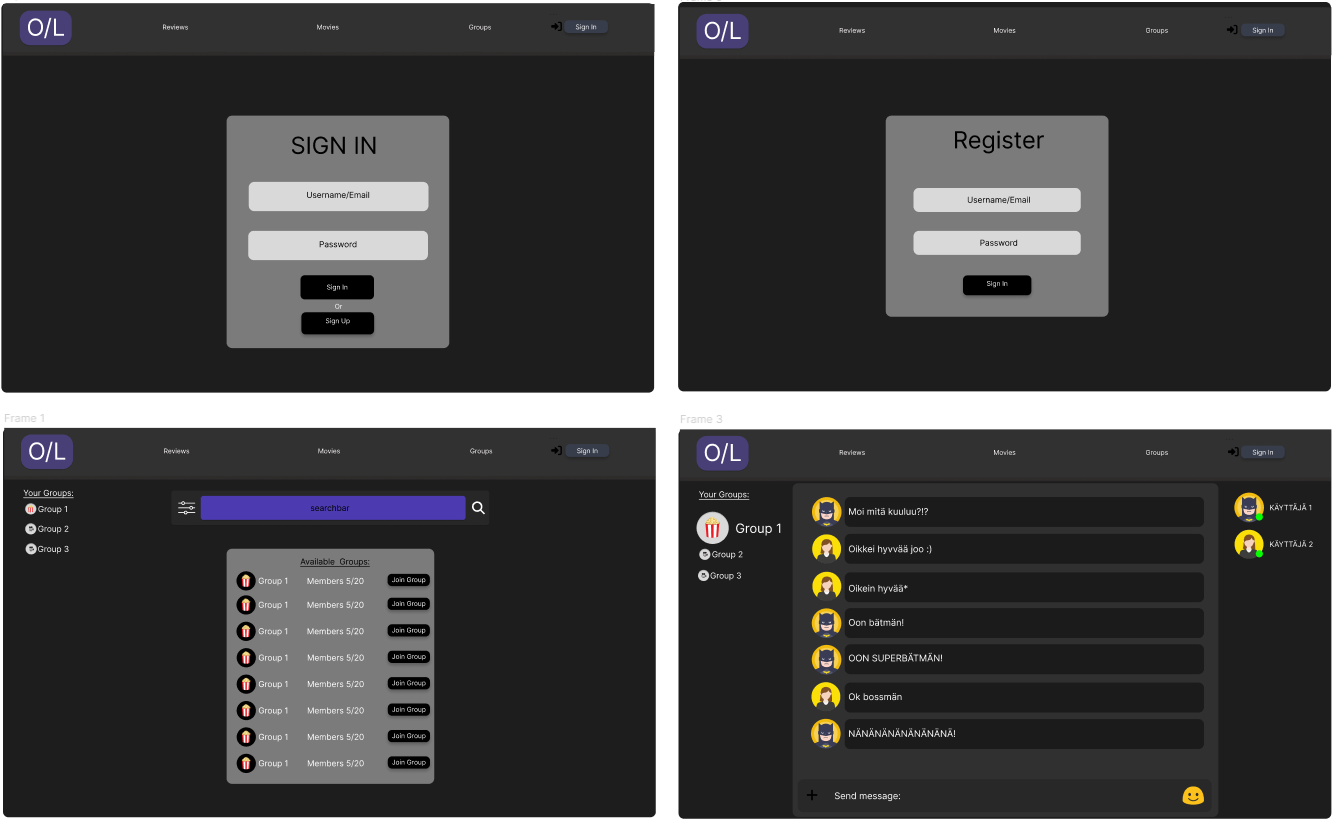 O/L
Reviews
Movies
Groups
Sign In
SIGN IN
Username/Email
Password
Sign In
Or
Sign Up
O/L
Reviews
Movies
Groups
Sign In
Register
Username/Email
Password
Sign In
Frame 1
O/L
Reviews
Movies
Groups
Sign In
Your Groups:
Group 1
Group 2
Group 3
searchbar
Available Groups:
Group 1 Members 5/20 Join Group
Group 1 Members 5/20 Join Group
Group 1 Members 5/20 Join Group
Group 1 Members 5/20 Join Group
Group 1 Members 5/20 Join Group
Group 1 Members 5/20 Join Group
Group 1 Members 5/20 Join Group
Group 1 Members 5/20 Join Group
Frame 3
O/L
Reviews
Movies
Groups
Sign In
Your Groups:
Group 1
Group 2
Group 3
Moi mitä kuuluu?!?
Oikkei hyvvää joo :)
Oikein hyvää*
Oon bätmän!
OON SUPERBÄTMÄN!
Ok bossmän
NÄNÄNÄNÄNÄNÄNÄ!
Send message:
KÄYTTÄJÄ 1
KÄYTTÄJÄ 2